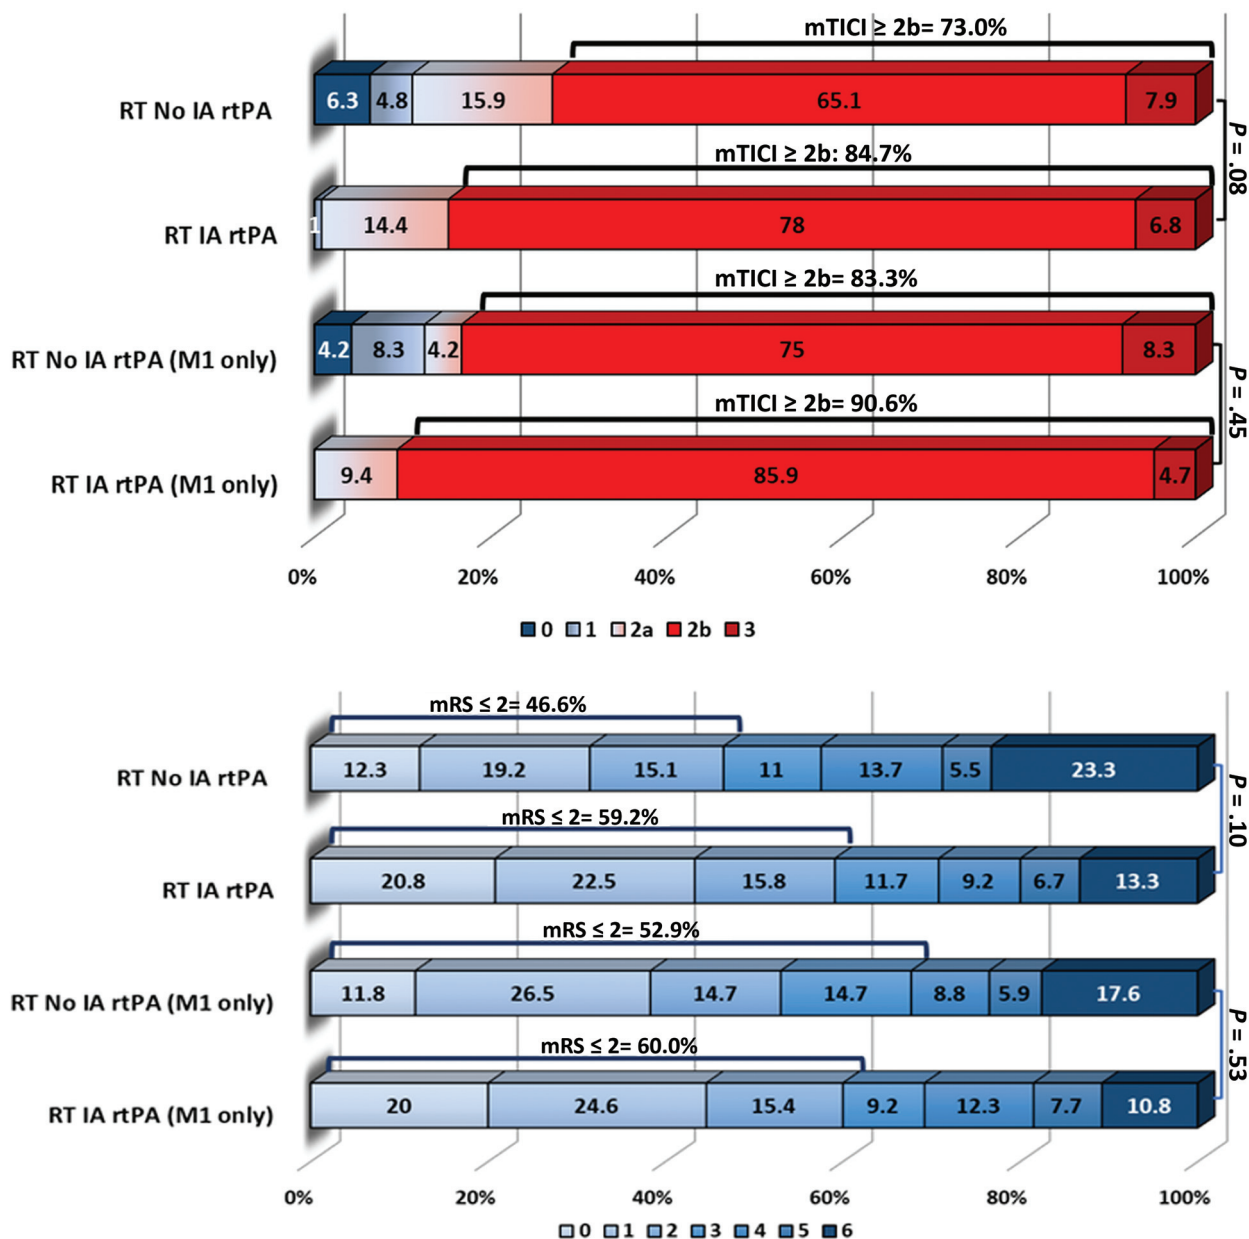 mTICI ≥ 2b= 73.0%
RT No IA rtPA 6.3 4.8 15.9 65.1 7.9
mTICI ≥ 2b: 84.7%
P = .08
RT IA rtPA 1 14.4 78 6.8
mTICI ≥ 2b= 83.3%
RT No IA rtPA (M1 only) 4.2 8.3 4.2 75 8.3
mTICI ≥ 2b= 90.6%
P = .45
RT IA rtPA (M1 only) 9.4 85.9 4.7
0% 20% 40% 60% 80% 100%
0 1 2a 2b 3
mRS ≤ 2= 46.6%
RT No IA rtPA 12.3 19.2 15.1 11 13.7 5.5 23.3
mRS ≤ 2= 59.2%
P = .10
RT IA rtPA 20.8 22.5 15.8 11.7 9.2 6.7 13.3
mRS ≤ 2= 52.9%
RT No IA rtPA (M1 only) 11.8 26.5 14.7 14.7 8.8 5.9 17.6
mRS ≤ 2= 60.0%
P = .53
RT IA rtPA (M1 only) 20 24.6 15.4 9.2 12.3 7.7 10.8
0% 20% 40% 60% 80% 100%
0 1 2 3 4 5 6